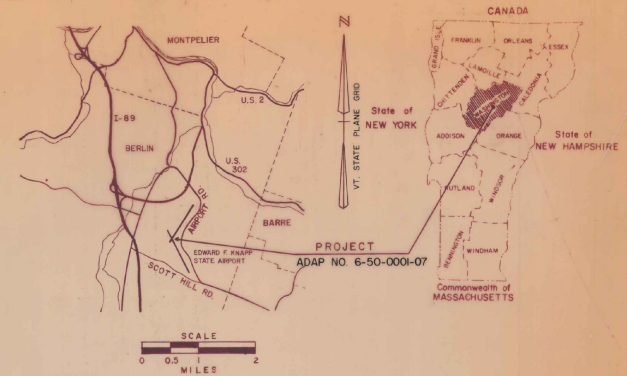 CANADA
N
MONTPELIER
GRAND ISLE
FRANKLIN
ORLEANS
ESSEX
LAMOILLE
CHITTENDEN
CALEDONIA
WASHINGTON
U.S. 2
I-89
VT. STATE PLANE GRID
State of
NEW YORK
BERLIN
ADDISON
ORANGE
State of
NEW HAMPSHIRE
U.S.
302
AIRPORT RD.
RUTLAND
WINDSOR
BARRE
EDWARD F. KNAPP
STATE AIRPORT
PROJECT
ADAP NO. 6-50-0001-07
SCOTT HILL RD.
BENNINGTON
WINDHAM
Commonwealth of
MASSACHUSETTS
SCALE
0 0.5 1 2
MILES